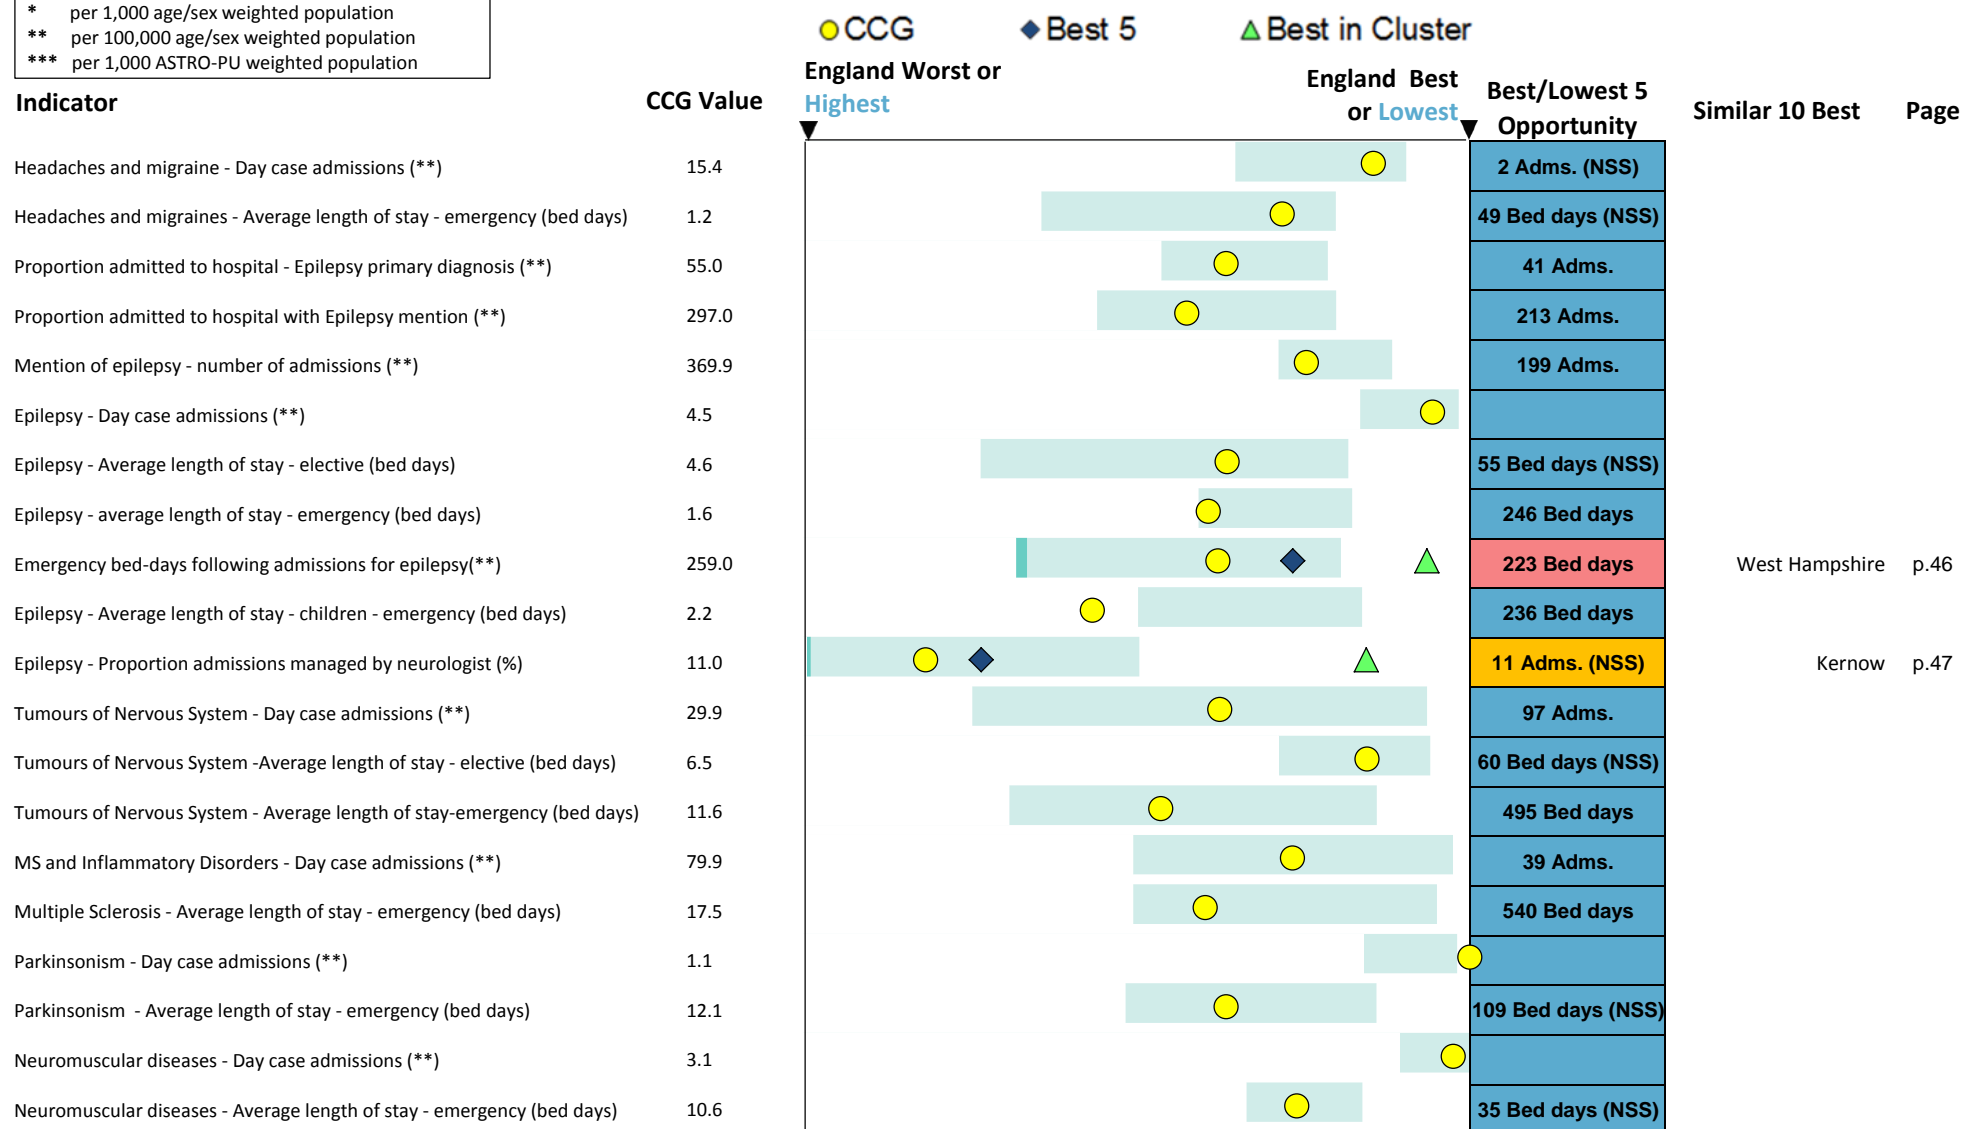 * per 1,000 age/sex weighted population
** per 100,000 age/sex weighted population
*** per 1,000 ASTRO-PU weighted population
CCG Best 5 Best in Cluster
Indicator CCG Value England Worst or Highest England Best or Lowest Best/Lowest 5 Opportunity Similar 10 Best Page
Headaches and migraine - Day case admissions (**) 15.4 2 Adms. (NSS)
Headaches and migraines - Average length of stay - emergency (bed days) 1.2 49 Bed days (NSS)
Proportion admitted to hospital - Epilepsy primary diagnosis (**) 55.0 41 Adms.
Proportion admitted to hospital with Epilepsy mention (**) 297.0 213 Adms.
Mention of epilepsy - number of admissions (**) 369.9 199 Adms.
Epilepsy - Day case admissions (**) 4.5
Epilepsy - Average length of stay - elective (bed days) 4.6 55 Bed days (NSS)
Epilepsy - average length of stay - emergency (bed days) 1.6 246 Bed days
Emergency bed-days following admissions for epilepsy(**) 259.0 223 Bed days West Hampshire p.46
Epilepsy - Average length of stay - children - emergency (bed days) 2.2 236 Bed days
Epilepsy - Proportion admissions managed by neurologist (%) 11.0 11 Adms. (NSS) Kernow p.47
Tumours of Nervous System - Day case admissions (**) 29.9 97 Adms.
Tumours of Nervous System -Average length of stay - elective (bed days) 6.5 60 Bed days (NSS)
Tumours of Nervous System - Average length of stay-emergency (bed days) 11.6 495 Bed days
MS and Inflammatory Disorders - Day case admissions (**) 79.9 39 Adms.
Multiple Sclerosis - Average length of stay - emergency (bed days) 17.5 540 Bed days
Parkinsonism - Day case admissions (**) 1.1
Parkinsonism - Average length of stay - emergency (bed days) 12.1 109 Bed days (NSS)
Neuromuscular diseases - Day case admissions (**) 3.1
Neuromuscular diseases - Average length of stay - emergency (bed days) 10.6 35 Bed days (NSS)